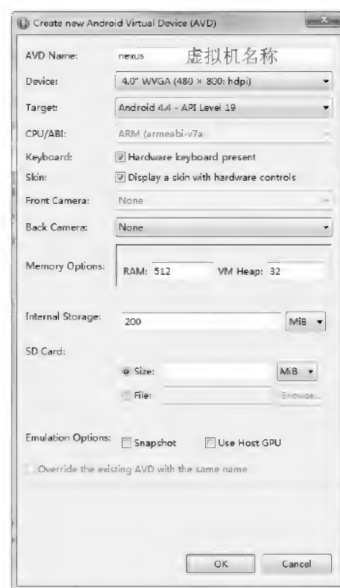 Create new Android Virtual Device (AVD)
AVD Name: nexus 虚拟机名称
Device: 4.0" WVGA (480 × 800: hdpi)
Target: Android 4.4 - API Level 19
CPU/ABI: ARM (armeabi-v7a
Keyboard: Hardware keyboard present
Skin: Display a skin with hardware controls
Front Camera: None
Back Camera: None
Memory Options: RAM: 512 VM Heap: 32
Internal Storage: 200 MiB
SD Card:
Size: MiB
File: Browse...
Emulation Options: Snapshot Use Host GPU
Override the existing AVD with the same name
OK Cancel